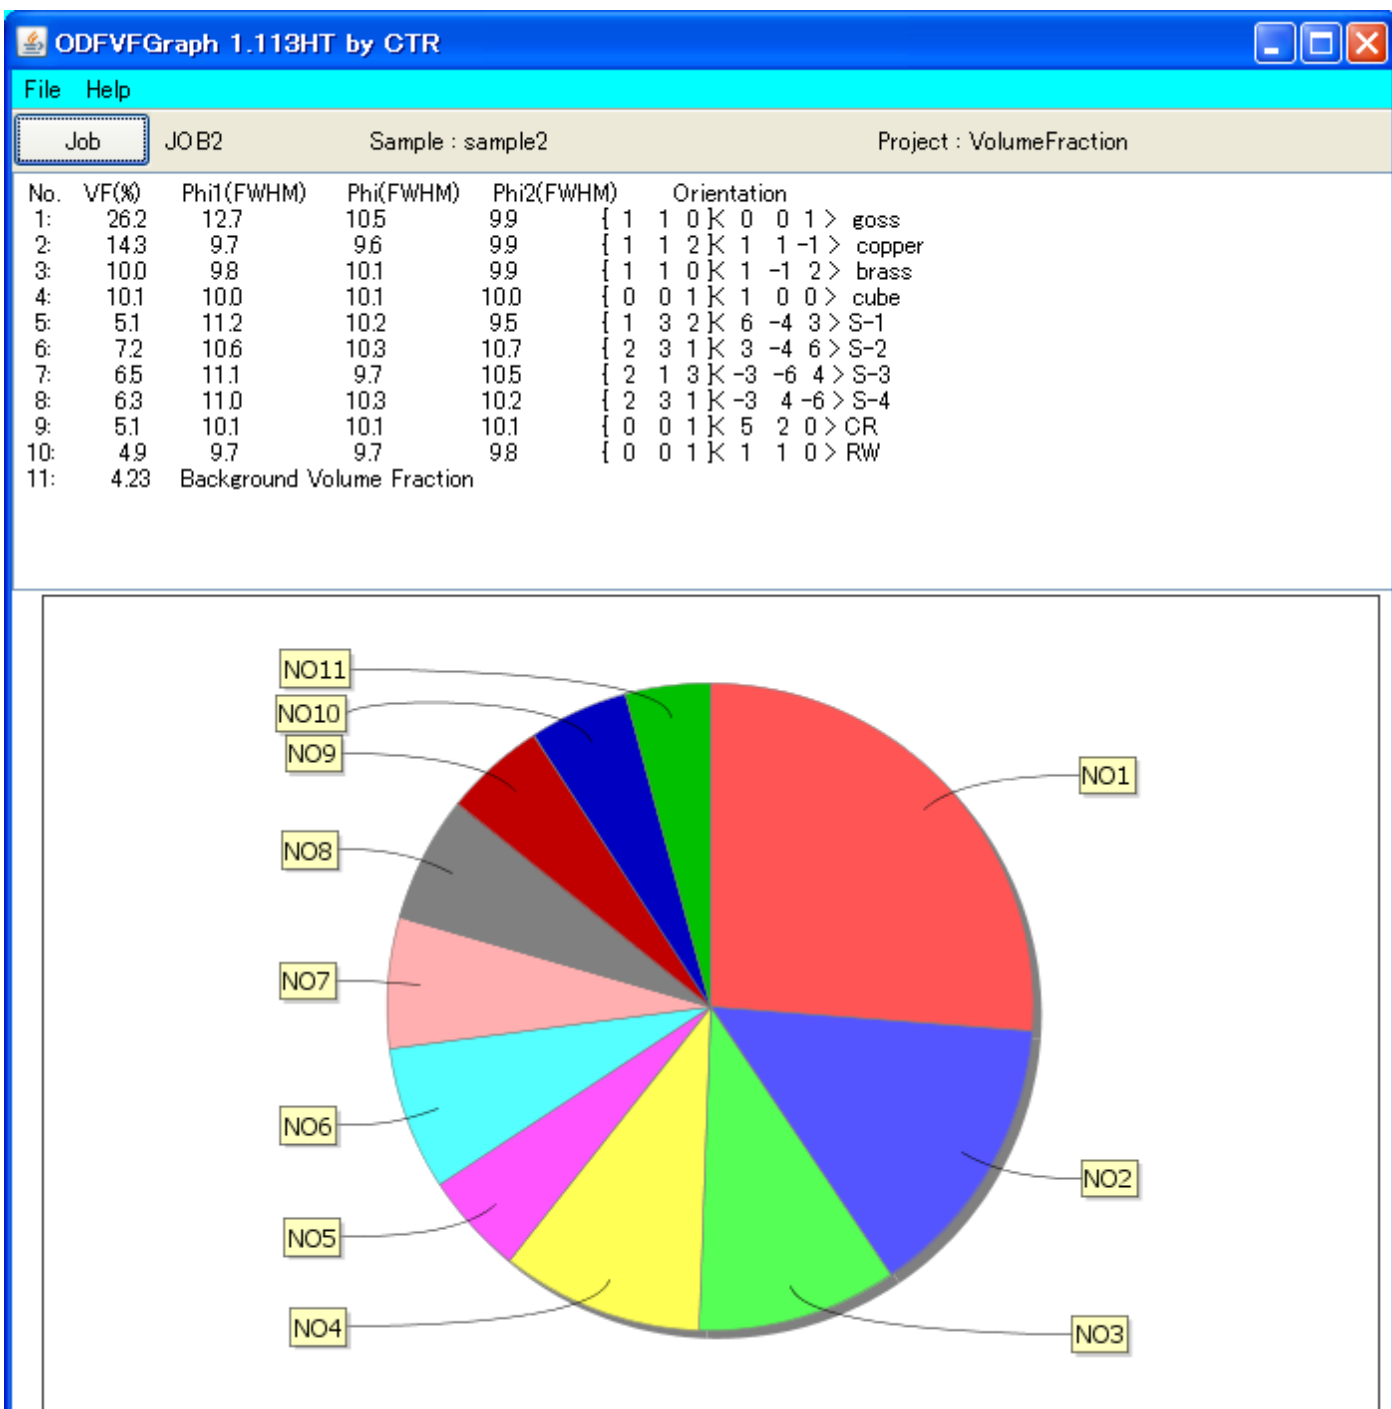 ODFVFGraph 1.113HT by CTR
File Help
Job JOB2 Sample : sample2 Project : VolumeFraction
No. VF(%) Phi1(FWHM) Phi(FWHM) Phi2(FWHM) Orientation
1: 26.2 12.7 10.5 9.9 { 1 1 0 }< 0 0 1 > goss
2: 14.3 9.7 9.6 9.9 { 1 1 2 }< 1 1 -1 > copper
3: 10.0 9.8 10.1 9.9 { 1 1 0 }< 1 -1 2 > brass
4: 10.1 10.0 10.1 10.0 { 0 0 1 }< 1 0 0 > cube
5: 5.1 11.2 10.2 9.5 { 1 3 2 }< 6 -4 3 > S-1
6: 7.2 10.6 10.3 10.7 { 2 3 1 }< 3 -4 6 > S-2
7: 6.5 11.1 9.7 10.5 { 2 1 3 }< -3 -6 4 > S-3
8: 6.3 11.0 10.3 10.2 { 2 3 1 }< -3 4 -6 > S-4
9: 5.1 10.1 10.1 10.1 { 0 0 1 }< 5 2 0 > CR
10: 4.9 9.7 9.7 9.8 { 0 0 1 }< 1 1 0 > RW
11: 4.23 Background Volume Fraction
NO11
NO10
NO9
NO1
NO8
NO7
NO6
NO2
NO5
NO4
NO3